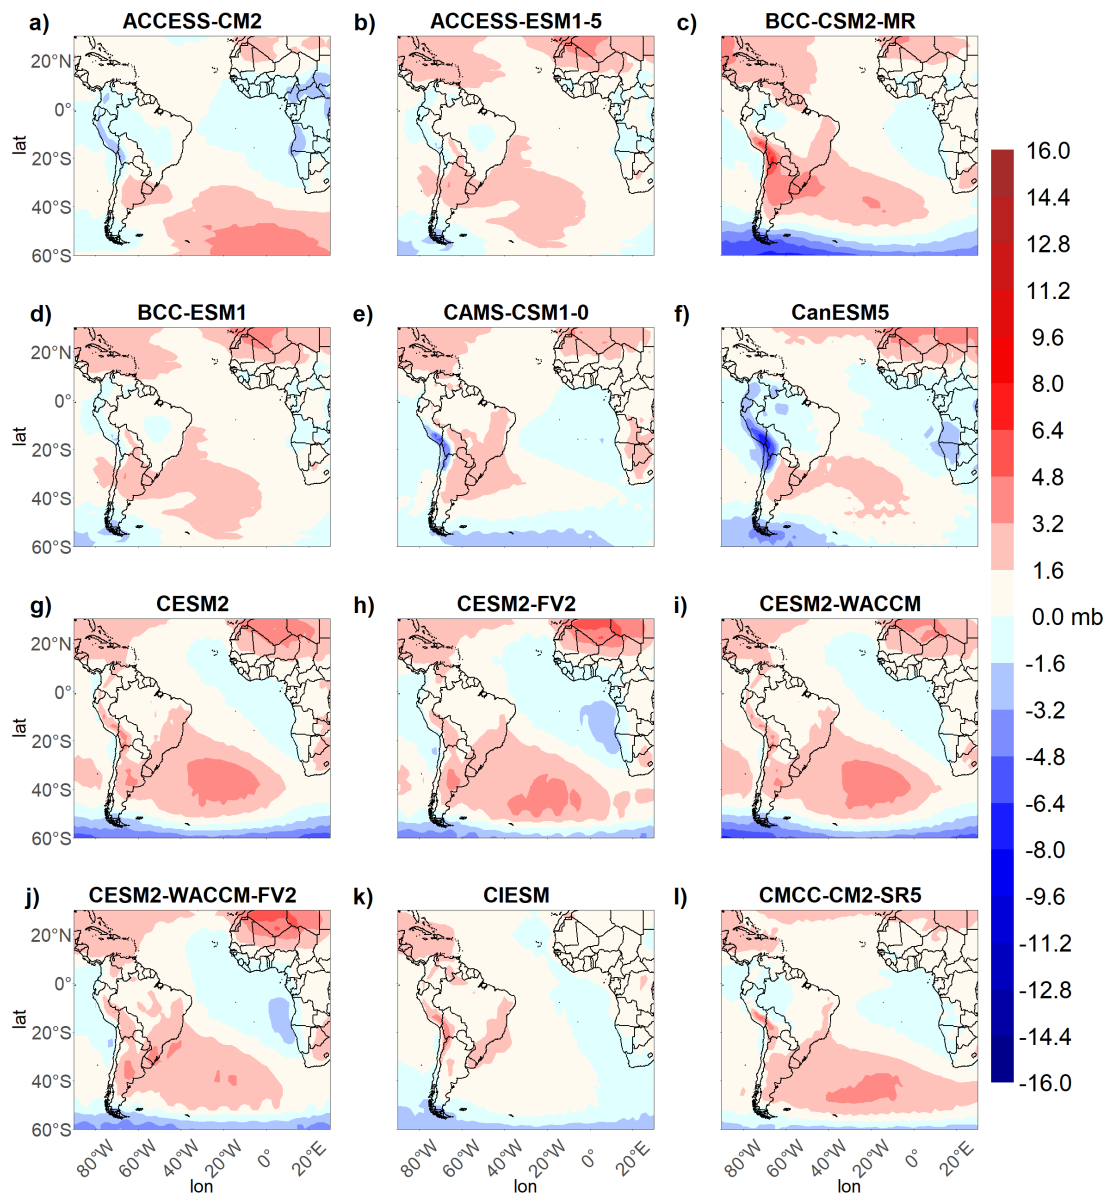 a) ACCESS-CM2
b) ACCESS-ESM1-5
c) BCC-CSM2-MR
20°N
0°
20°S
40°S
60°S
lat
d) BCC-ESM1
e) CAMS-CSM1-0
f) CanESM5
20°N
0°
20°S
40°S
60°S
lat
g) CESM2
h) CESM2-FV2
i) CESM2-WACCM
20°N
0°
20°S
40°S
60°S
lat
j) CESM2-WACCM-FV2
k) CIESM
l) CMCC-CM2-SR5
20°N
0°
20°S
40°S
60°S
lat
80°W 60°W 40°W 20°W 0° 20°E
lon
80°W 60°W 40°W 20°W 0° 20°E
lon
80°W 60°W 40°W 20°W 0° 20°E
lon
16.0
14.4
12.8
11.2
9.6
8.0
6.4
4.8
3.2
1.6
0.0 mb
-1.6
-3.2
-4.8
-6.4
-8.0
-9.6
-11.2
-12.8
-14.4
-16.0